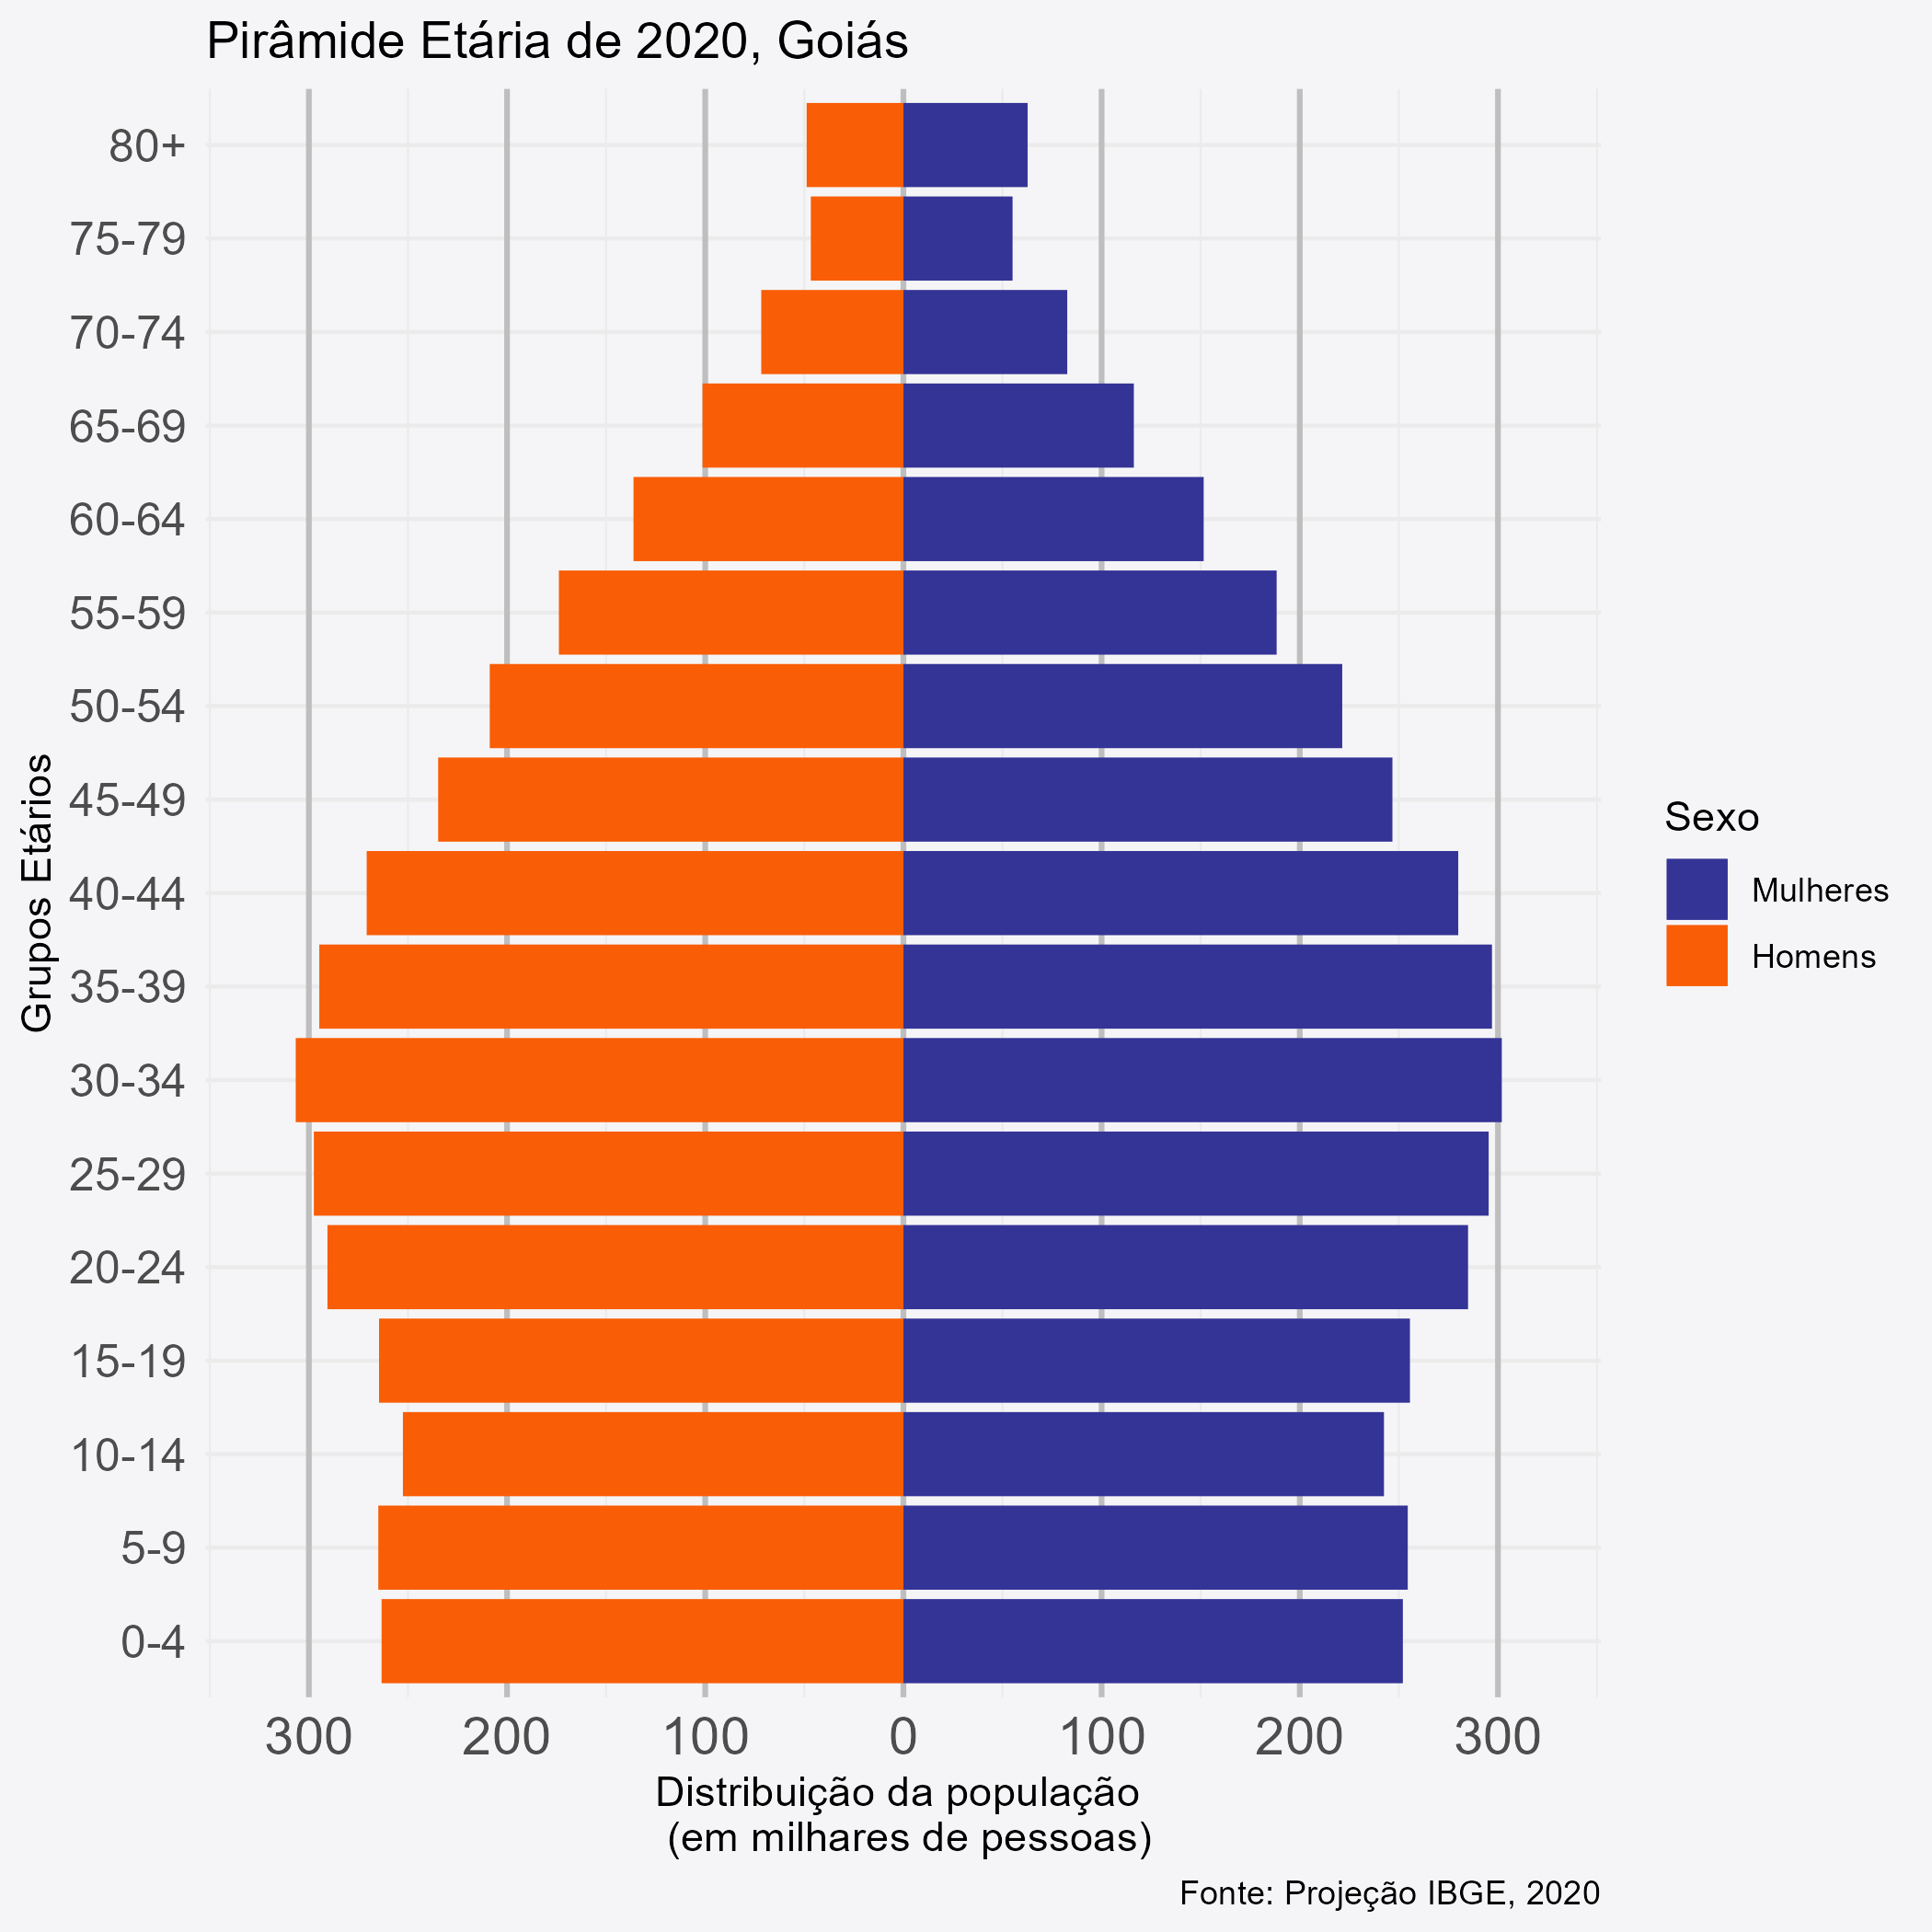 Pirâmide Etária de 2020, Goiás
Grupos Etários
80+
75-79
70-74
65-69
60-64
55-59
50-54
45-49
40-44
35-39
30-34
25-29
20-24
15-19
10-14
5-9
0-4
300 200 100 0 100 200 300
Distribuição da população
(em milhares de pessoas)
Sexo
Mulheres
Homens
Fonte: Projeção IBGE, 2020